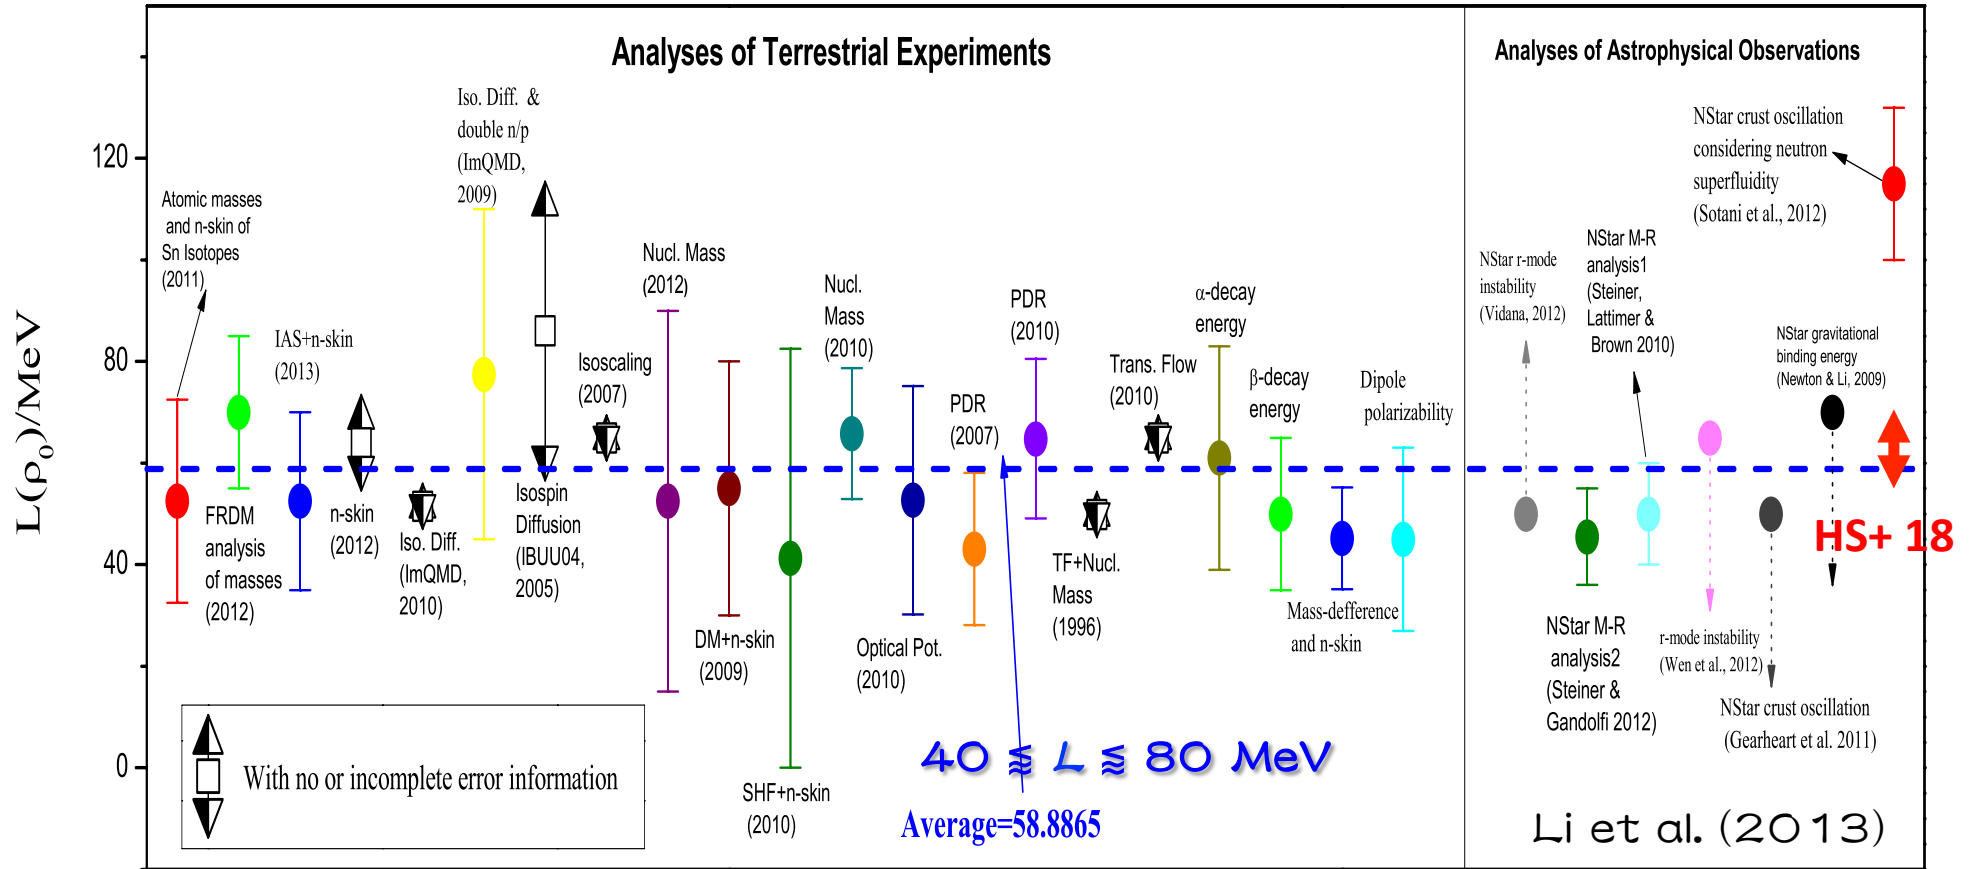 Analyses of Terrestrial Experiments
Analyses of Astrophysical Observations
L(ρ0)/MeV
120
80
40
0
Atomic masses
and n-skin of
Sn Isotopes
(2011)
FRDM
analysis
of masses
(2012)
IAS+n-skin
(2013)
n-skin
(2012)
Iso. Diff.
(ImQMD,
2010)
Iso. Diff. &
double n/p
(ImQMD,
2009)
Isospin
Diffusion
(IBUU04,
2005)
Isoscaling
(2007)
Nucl. Mass
(2012)
DM+n-skin
(2009)
SHF+n-skin
(2010)
Nucl.
Mass
(2010)
Optical Pot.
(2010)
PDR
(2007)
PDR
(2010)
TF+Nucl.
Mass
(1996)
Trans. Flow
(2010)
α-decay
energy
β-decay
energy
Mass-defference
and n-skin
Dipole
polarizability
NStar r-mode
instability
(Vidana, 2012)
NStar M-R
analysis2
(Steiner &
Gandolfi 2012)
NStar M-R
analysis1
(Steiner,
Lattimer &
Brown 2010)
r-mode instability
(Wen et al., 2012)
NStar crust oscillation
(Gearheart et al. 2011)
NStar gravitational
binding energy
(Newton & Li, 2009)
NStar crust oscillation
considering neutron
superfluidity
(Sotani et al., 2012)
HS+ 18
With no or incomplete error information
40 ≦ L ≦ 80 MeV
Average=58.8865
Li et al. (2013)